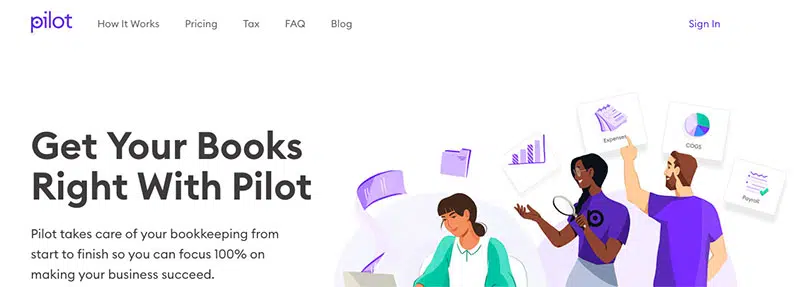 pilot How It Works Pricing Tax FAQ Blog Sign In
Get Your Books
Right With Pilot
Pilot takes care of your bookkeeping from
start to finish so you can focus 100% on
making your business succeed.
Expenses
COGS
Payroll